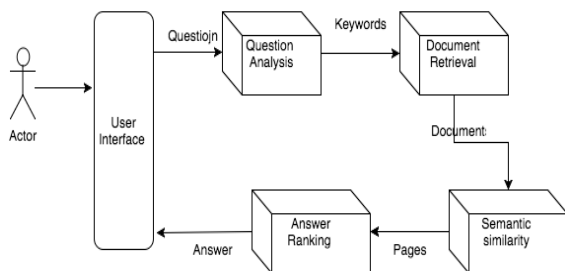 Questiojn
Keywords
Question
Analysis
Document
Retrieval
Actor
User
Interface
Documents
Answer
Ranking
Semantic
similarity
Answer
Pages